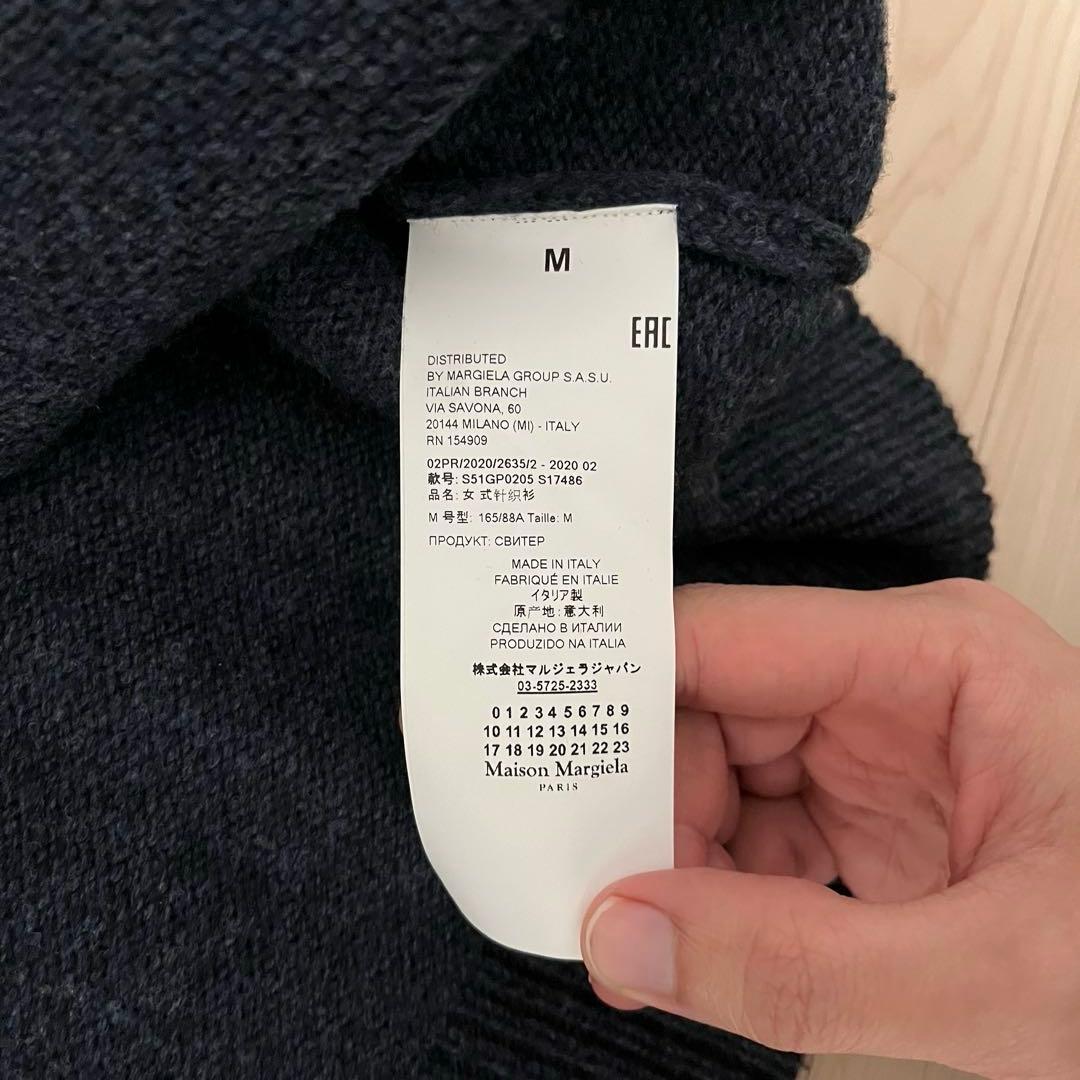 M
EAC
DISTRIBUTED
BY MARGIELA GROUP S.A.S.U.
ITALIAN BRANCH
VIA SAVONA, 60
20144 MILANO (MI) - ITALY
RN 154909
02PR/2020/2635/2 - 2020 02
款号: S51GP0205 S17486
品名: 女 式针织衫
M 号型: 165/88A Taille: M
ПРОДУКТ: СВИТЕР
MADE IN ITALY
FABRIQUÉ EN ITALIE
イタリア製
原产地: 意大利
СДЕЛАНО В ИТАЛИИ
PRODUZIDO NA ITALIA
株式会社マルジェラジャパン
03-5725-2333
0 1 2 3 4 5 6 7 8 9
10 11 12 13 14 15 16
17 18 19 20 21 22 23
Maison Margiela
PARIS